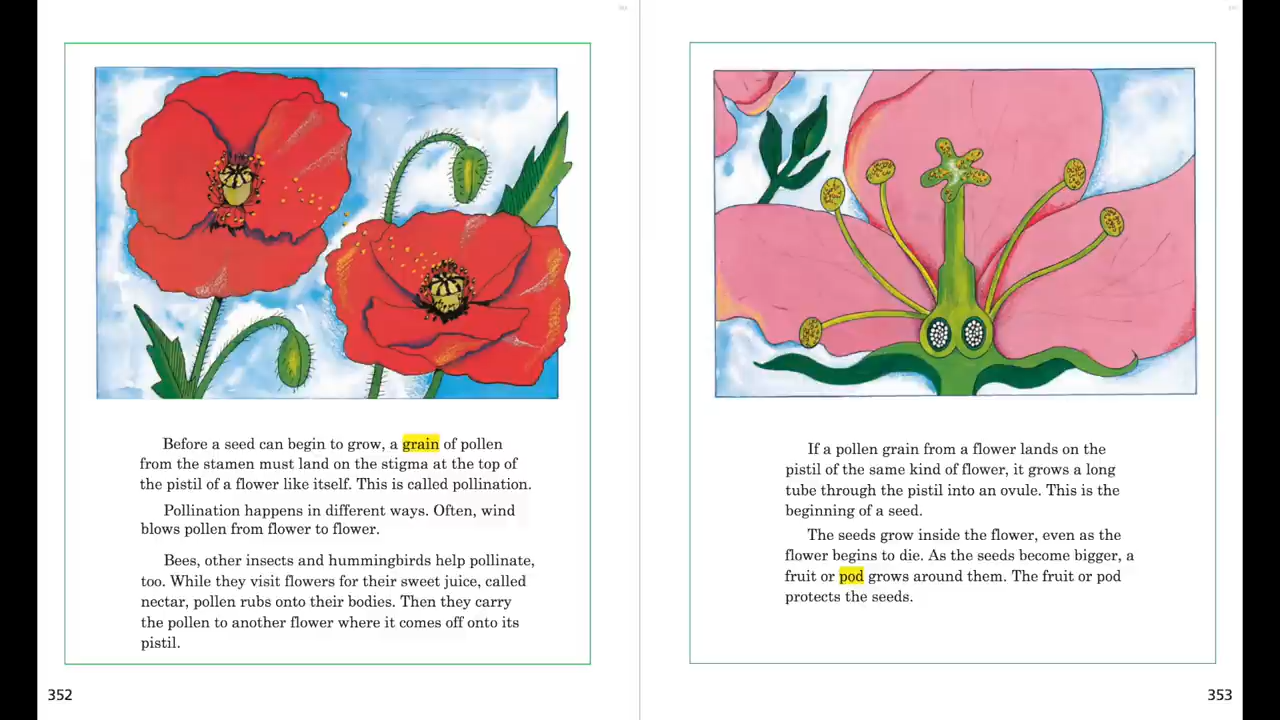 Before a seed can begin to grow, a grain of pollen
from the stamen must land on the stigma at the top of
the pistil of a flower like itself. This is called pollination.
Pollination happens in different ways. Often, wind
blows pollen from flower to flower.
Bees, other insects and hummingbirds help pollinate,
too. While they visit flowers for their sweet juice, called
nectar, pollen rubs onto their bodies. Then they carry
the pollen to another flower where it comes off onto its
pistil.
352
If a pollen grain from a flower lands on the
pistil of the same kind of flower, it grows a long
tube through the pistil into an ovule. This is the
beginning of a seed.
The seeds grow inside the flower, even as the
flower begins to die. As the seeds become bigger, a
fruit or pod grows around them. The fruit or pod
protects the seeds.
353